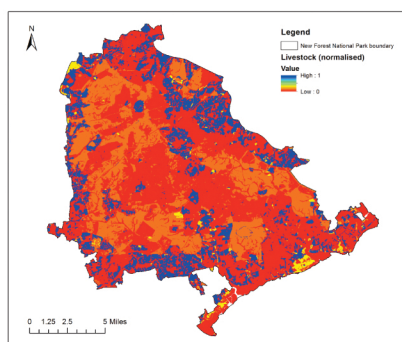 N
Legend
New Forest National Park boundary
Livestock (normalised)
Value
High : 1
Low : 0
0 1.25 2.5 5 Miles